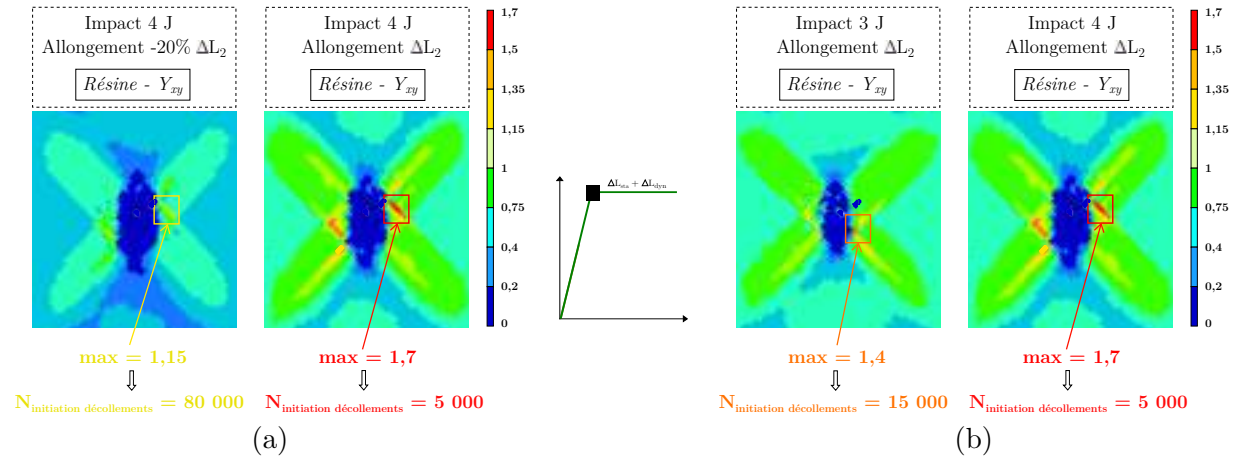 Impact 4 J
Allongement -20% ΔL₂
Résine - Yxy
Impact 4 J
Allongement ΔL₂
Résine - Yxy
1,7
1,5
1,35
1,15
1
0,75
0,4
0,2
0
max = 1,15
⇓
N initiation décollements = 80 000
max = 1,7
⇓
N initiation décollements = 5 000
(a)
ΔLsta + ΔLdyn
Impact 3 J
Allongement ΔL₂
Résine - Yxy
Impact 4 J
Allongement ΔL₂
Résine - Yxy
1,7
1,5
1,35
1,15
1
0,75
0,4
0,2
0
max = 1,4
⇓
N initiation décollements = 15 000
max = 1,7
⇓
N initiation décollements = 5 000
(b)